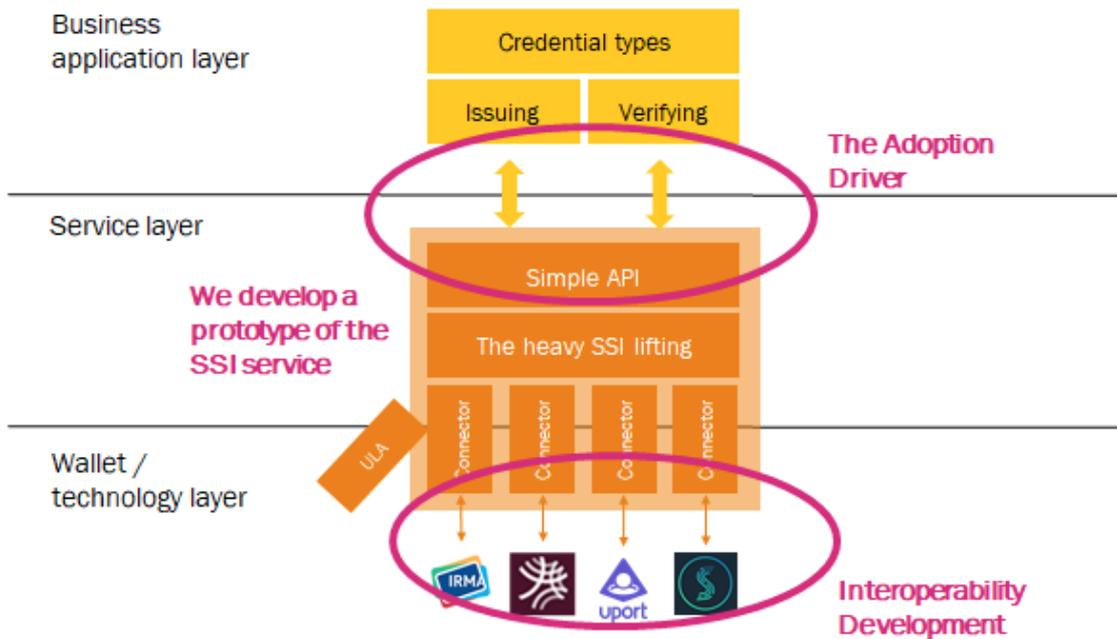 Business
application layer
Credential types
Issuing
Verifying
The Adoption
Driver
Service layer
Simple API
We develop a
prototype of the
SSI service
The heavy SSI lifting
Connector
Connector
Connector
Connector
ULA
Wallet /
technology layer
IRMA
uport
Interoperability
Development